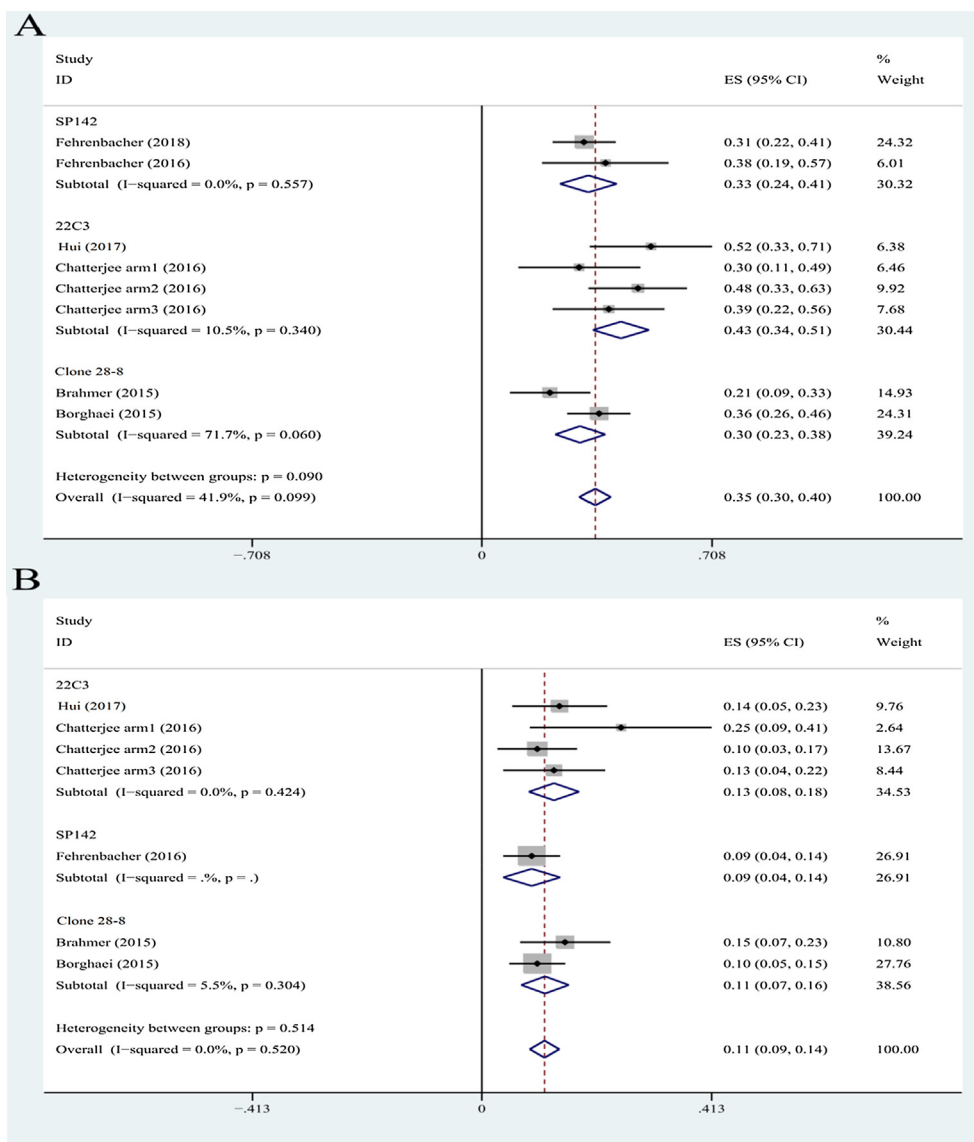 A
Study %
ID ES (95% CI) Weight
SP142
Fehrenbacher (2018) 0.31 (0.22, 0.41) 24.32
Fehrenbacher (2016) 0.38 (0.19, 0.57) 6.01
Subtotal (I−squared = 0.0%, p = 0.557) 0.33 (0.24, 0.41) 30.32
22C3
Hui (2017) 0.52 (0.33, 0.71) 6.38
Chatterjee arm1 (2016) 0.30 (0.11, 0.49) 6.46
Chatterjee arm2 (2016) 0.48 (0.33, 0.63) 9.92
Chatterjee arm3 (2016) 0.39 (0.22, 0.56) 7.68
Subtotal (I−squared = 10.5%, p = 0.340) 0.43 (0.34, 0.51) 30.44
Clone 28-8
Brahmer (2015) 0.21 (0.09, 0.33) 14.93
Borghaei (2015) 0.36 (0.26, 0.46) 24.31
Subtotal (I−squared = 71.7%, p = 0.060) 0.30 (0.23, 0.38) 39.24
Heterogeneity between groups: p = 0.090
Overall (I−squared = 41.9%, p = 0.099) 0.35 (0.30, 0.40) 100.00
−.708 0 .708
B
Study %
ID ES (95% CI) Weight
22C3
Hui (2017) 0.14 (0.05, 0.23) 9.76
Chatterjee arm1 (2016) 0.25 (0.09, 0.41) 2.64
Chatterjee arm2 (2016) 0.10 (0.03, 0.17) 13.67
Chatterjee arm3 (2016) 0.13 (0.04, 0.22) 8.44
Subtotal (I−squared = 0.0%, p = 0.424) 0.13 (0.08, 0.18) 34.53
SP142
Fehrenbacher (2016) 0.09 (0.04, 0.14) 26.91
Subtotal (I−squared = .%, p = .) 0.09 (0.04, 0.14) 26.91
Clone 28-8
Brahmer (2015) 0.15 (0.07, 0.23) 10.80
Borghaei (2015) 0.10 (0.05, 0.15) 27.76
Subtotal (I−squared = 5.5%, p = 0.304) 0.11 (0.07, 0.16) 38.56
Heterogeneity between groups: p = 0.514
Overall (I−squared = 0.0%, p = 0.520) 0.11 (0.09, 0.14) 100.00
−.413 0 .413